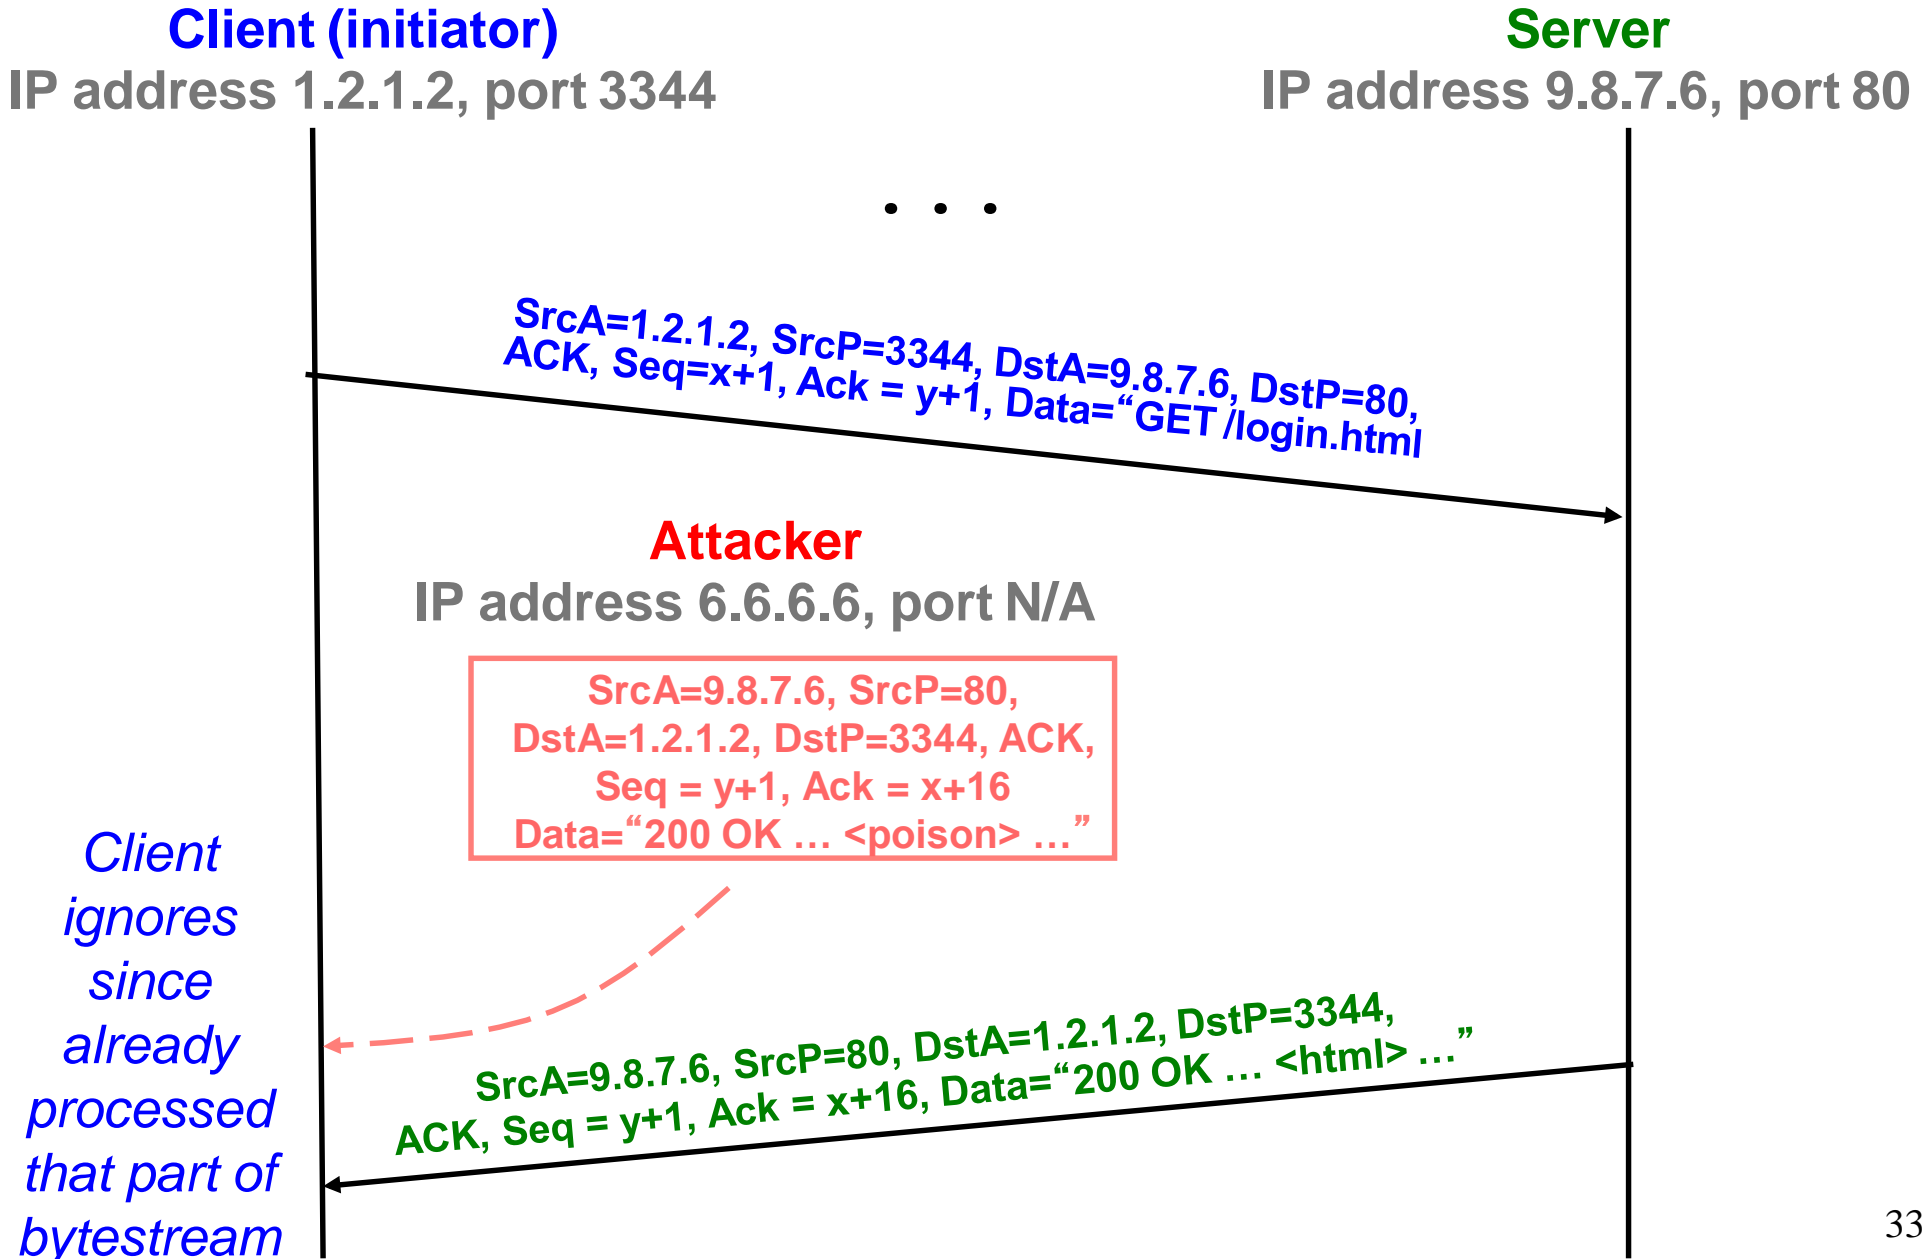 Client (initiator)
IP address 1.2.1.2, port 3344
Server
IP address 9.8.7.6, port 80
. . .
SrcA=1.2.1.2, SrcP=3344, DstA=9.8.7.6, DstP=80,
ACK, Seq=x+1, Ack = y+1, Data=“GET /login.html
Attacker
IP address 6.6.6.6, port N/A
SrcA=9.8.7.6, SrcP=80,
DstA=1.2.1.2, DstP=3344, ACK,
Seq = y+1, Ack = x+16
Data=“200 OK … <poison> …”
Client
ignores
since
already
processed
that part of
bytestream
SrcA=9.8.7.6, SrcP=80, DstA=1.2.1.2, DstP=3344,
ACK, Seq = y+1, Ack = x+16, Data=“200 OK … <html> …”
33